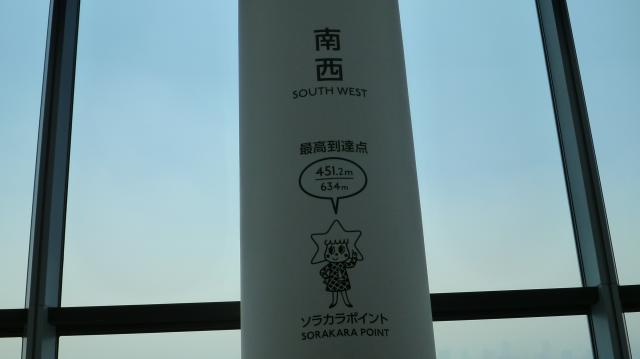 南
西
SOUTH WEST
最高到達点
451.2m
634m
ソラカラポイント
SORAKARA POINT